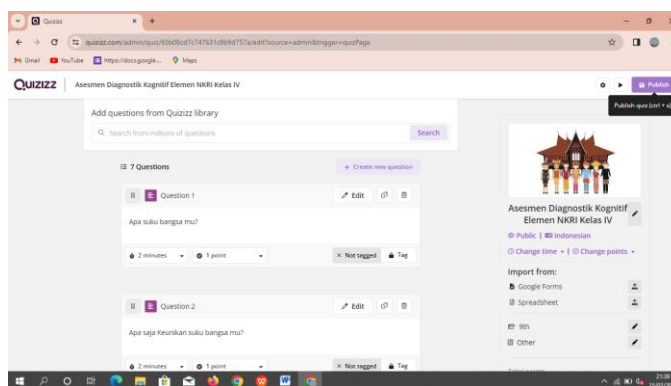 Quizizz
quizizz.com/admin/quiz/65b06cd7c747631c8b9d757a/edit?source=admin&trigger=quizPage
Gmail YouTube https://docs.google... Maps
QUIZIZZ Asesmen Diagnostik Kognitif Elemen NKRI Kelas IV Publish
Publish quiz (ctrl + s)
Add questions from Quizizz library
Search from millions of questions Search
7 Questions + Create new question
Question 1 Edit
Apa suku bangsa mu?
2 minutes 1 point Not tagged Tag
Question 2 Edit
Apa saja Keunikan suku bangsa mu?
2 minutes 1 point Not tagged Tag
Asesmen Diagnostik Kognitif
Elemen NKRI Kelas IV
Public | Indonesian
Change time | Change points
Import from:
Google Forms
Spreadsheet
9th
Other